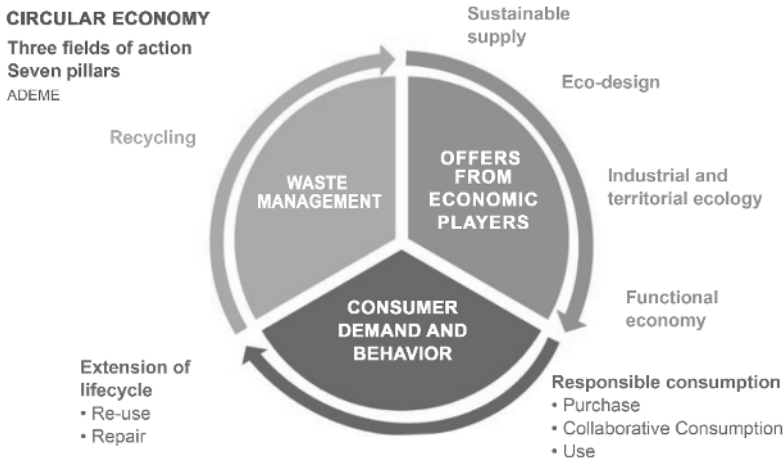 CIRCULAR ECONOMY
Three fields of action
Seven pillars
ADEME
Sustainable
supply
Eco-design
Industrial and
territorial ecology
Functional
economy
Responsible consumption
• Purchase
• Collaborative Consumption
• Use
Extension of
lifecycle
• Re-use
• Repair
Recycling
WASTE
MANAGEMENT
OFFERS
FROM
ECONOMIC
PLAYERS
CONSUMER
DEMAND AND
BEHAVIOR